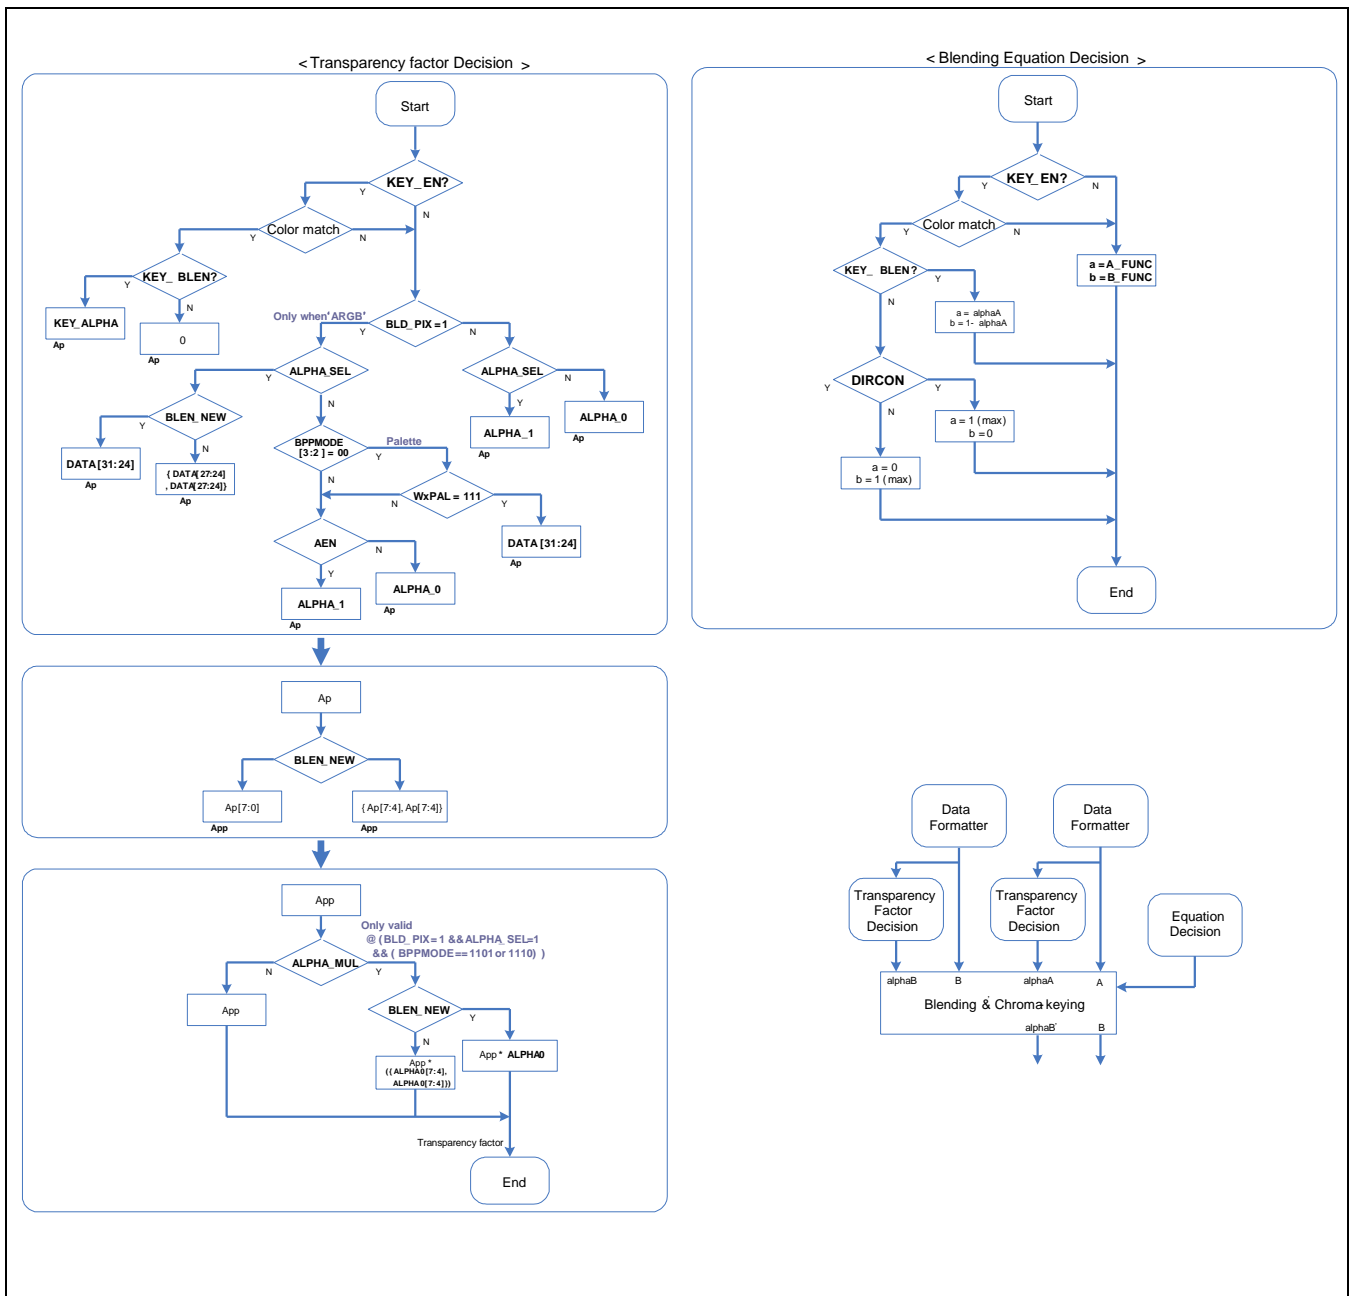 < Transparency factor Decision >
Start
KEY_EN?
Y
N
Color match
Y
N
KEY_ BLEN?
Y
N
KEY_ALPHA
Ap
0
Ap
Only when'ARGB'
BLD_PIX=1
Y
N
ALPHA_SEL
Y
N
ALPHA_SEL
N
Y
ALPHA_0
Ap
ALPHA_1
Ap
BLEN_NEW
Y
N
DATA[31:24]
Ap
{ DATA[27:24]
, DATA[27:24]}
Ap
BPPMODE
[3:2 ] = 00
Palette
Y
N
WxPAL = 111
N
Y
DATA [31:24]
Ap
AEN
N
Y
ALPHA_0
Ap
ALPHA_1
Ap
Ap
BLEN_NEW
Ap[7:0]
App
{ Ap[7:4], Ap[7:4]}
App
App
Only valid
@ (BLD_PIX=1 &&ALPHA_SEL=1
&& ( BPPMODE==1101or 1110) )
ALPHA_MUL
N
Y
App
BLEN_NEW
Y
N
App *
({ALPHA0[7:4],
ALPHA0[7:4]})
App* ALPHA0
Transparency factor
End
< Blending Equation Decision >
Start
KEY_EN?
Y
N
Color match
Y
N
a =A_FUNC
b =B_FUNC
KEY_ BLEN?
Y
N
a = alphaA
b = 1- alphaA
DIRCON
Y
Y
N
a = 1 (max)
b = 0
a = 0
b = 1 (max)
End
Data
Formatter
Data
Formatter
Transparency
Factor
Decision
Transparency
Factor
Decision
Equation
Decision
alphaB
B
alphaA
A
Blending & Chroma-keying
alphaB'
B'